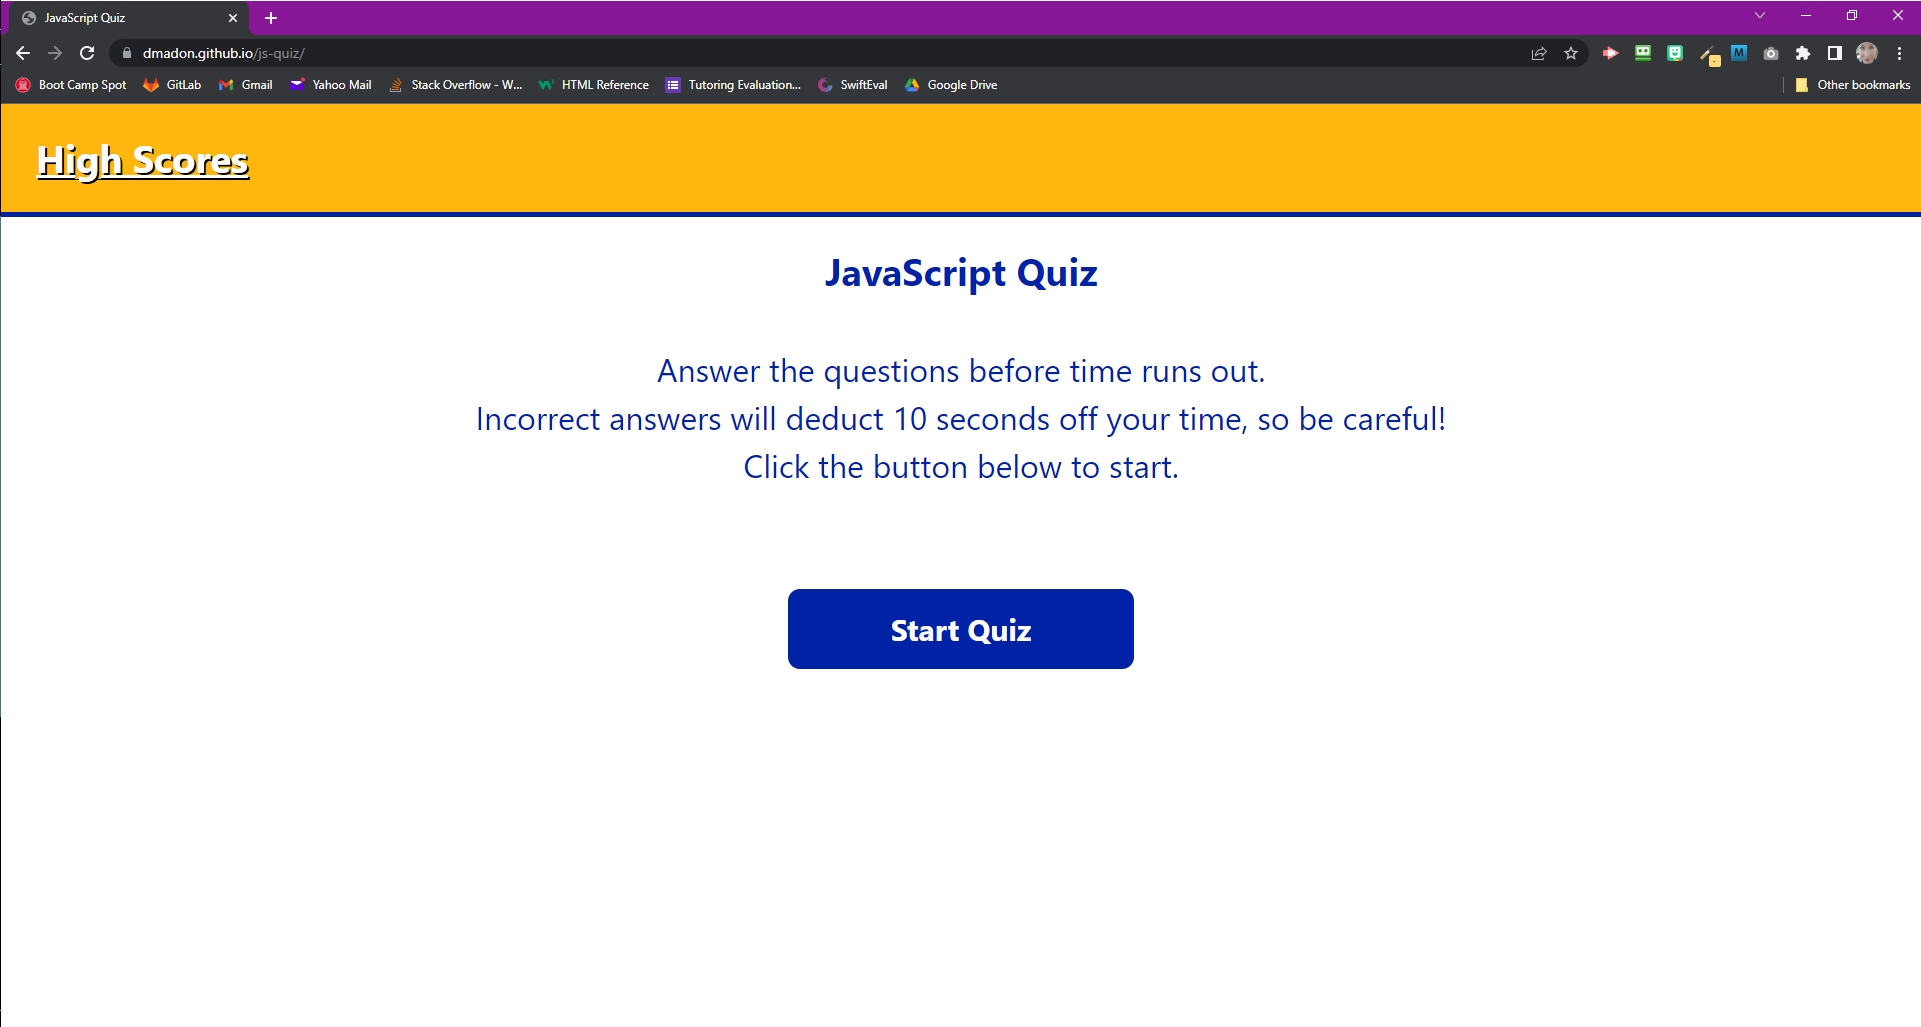 JavaScript Quiz
dmadon.github.io/js-quiz/
Boot Camp Spot GitLab Gmail Yahoo Mail Stack Overflow - W... HTML Reference Tutoring Evaluation... SwiftEval Google Drive Other bookmarks
High Scores
JavaScript Quiz
Answer the questions before time runs out.
Incorrect answers will deduct 10 seconds off your time, so be careful!
Click the button below to start.
Start Quiz